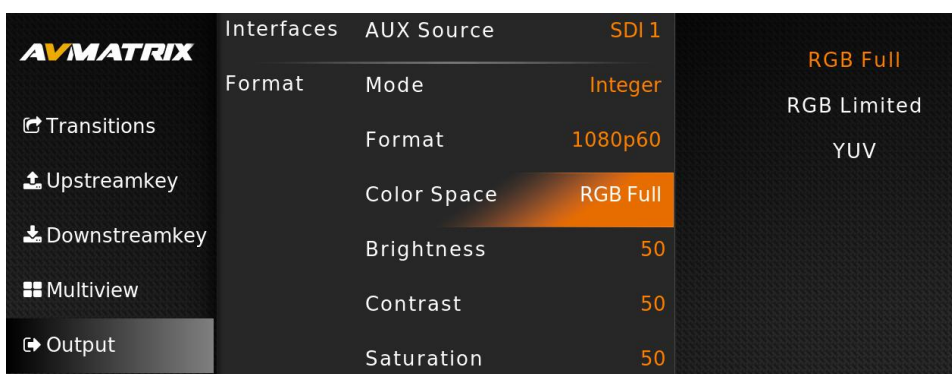 AVMATRIX
Transitions
Upstreamkey
Downstreamkey
Multiview
Output
Interfaces AUX Source SDI 1
Format Mode Integer
Format 1080p60
Color Space RGB Full
Brightness 50
Contrast 50
Saturation 50
RGB Full
RGB Limited
YUV